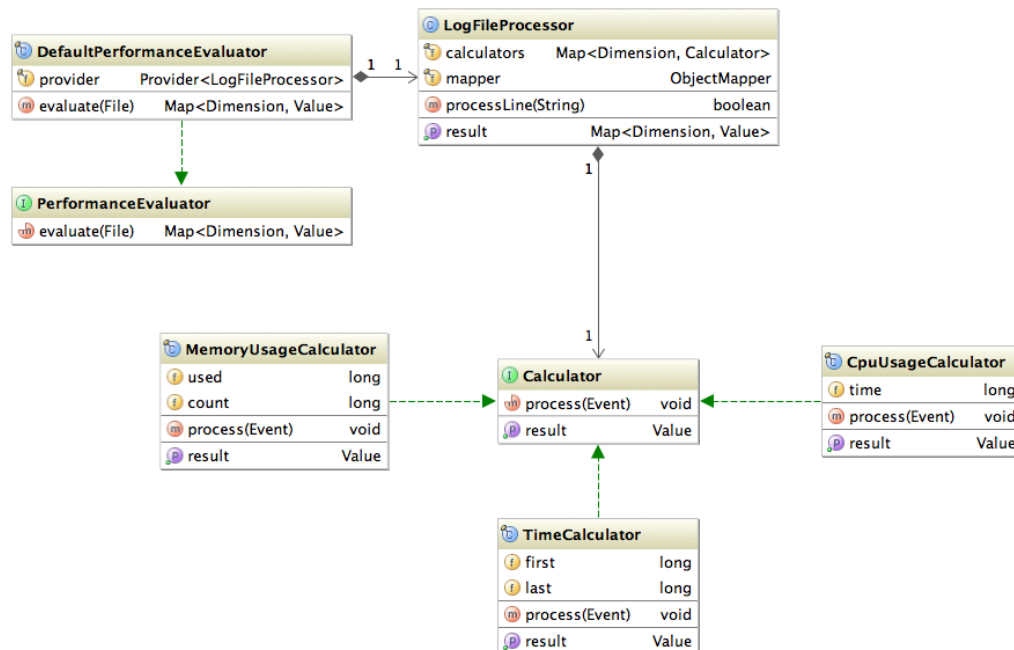 DefaultPerformanceEvaluator
provider Provider<LogFileProcessor>
evaluate(File) Map<Dimension, Value>
1 1
LogFileProcessor
calculators Map<Dimension, Calculator>
mapper ObjectMapper
processLine(String) boolean
result Map<Dimension, Value>
1
PerformanceEvaluator
evaluate(File) Map<Dimension, Value>
1
MemoryUsageCalculator
used long
count long
process(Event) void
result Value
Calculator
process(Event) void
result Value
CpuUsageCalculator
time long
process(Event) void
result Value
TimeCalculator
first long
last long
process(Event) void
result Value